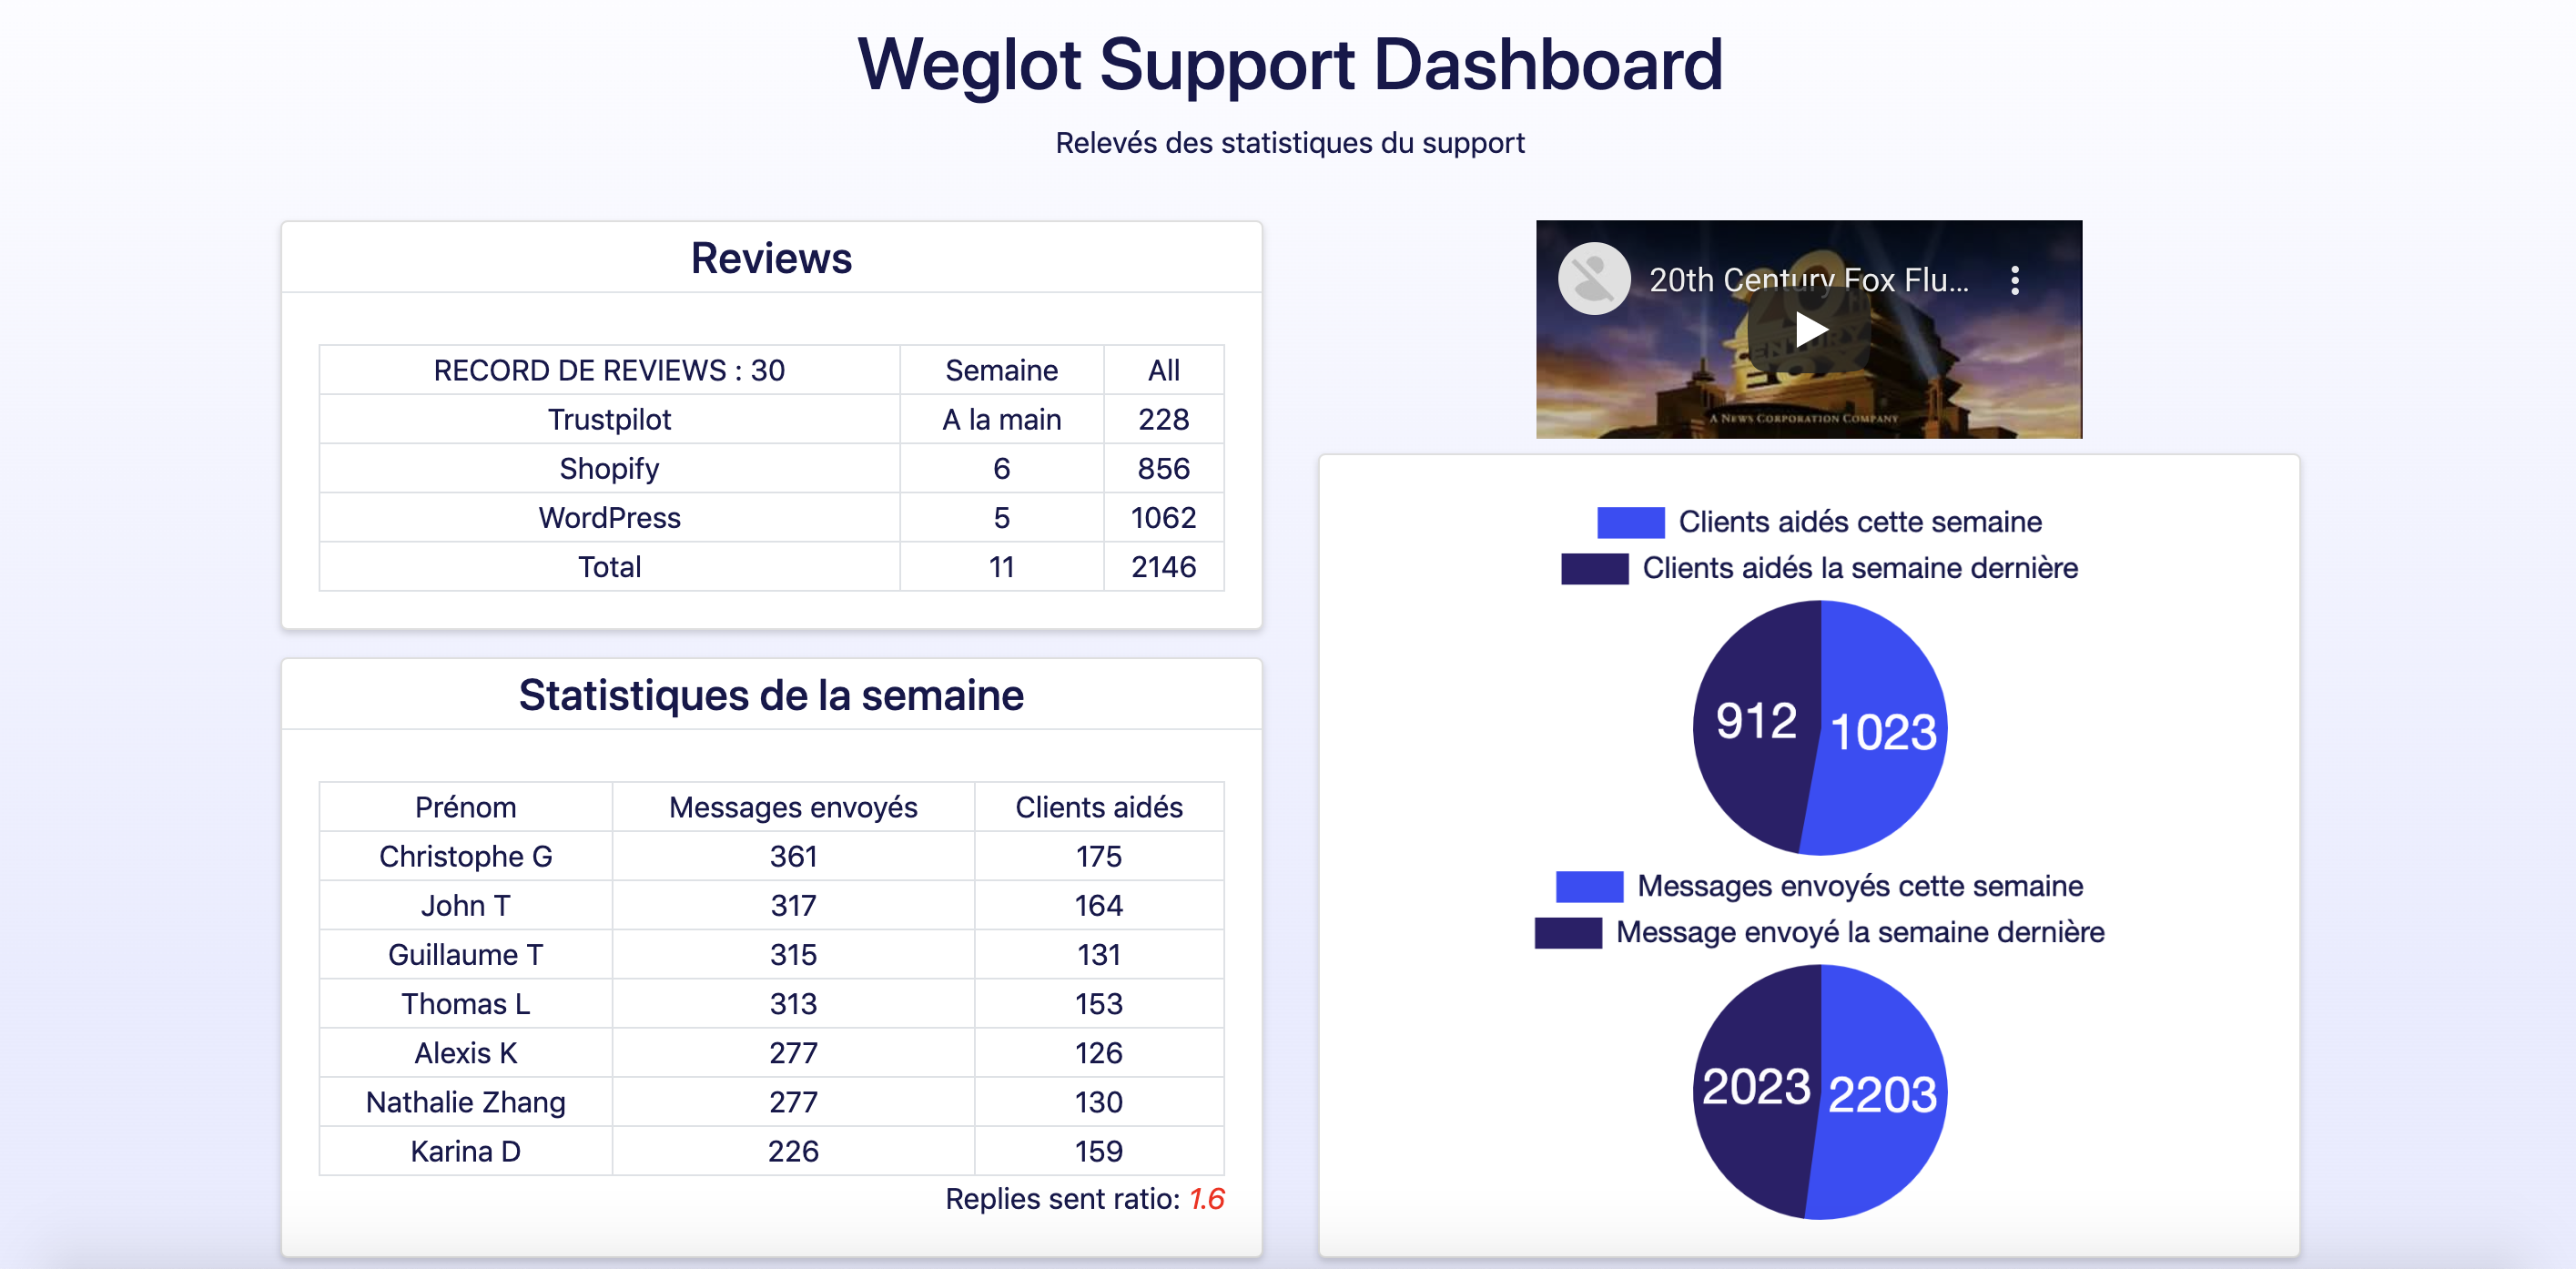 Weglot Support Dashboard
Relevés des statistiques du support
Reviews
RECORD DE REVIEWS : 30 Semaine All
Trustpilot A la main 228
Shopify 6 856
WordPress 5 1062
Total 11 2146
Statistiques de la semaine
Prénom Messages envoyés Clients aidés
Christophe G 361 175
John T 317 164
Guillaume T 315 131
Thomas L 313 153
Alexis K 277 126
Nathalie Zhang 277 130
Karina D 226 159
Replies sent ratio: 1.6
20th Century Fox Flu...
CENTURY
FOX
A NEWS CORPORATION COMPANY
Clients aidés cette semaine
Clients aidés la semaine dernière
912 1023
Messages envoyés cette semaine
Message envoyé la semaine dernière
2023 2203